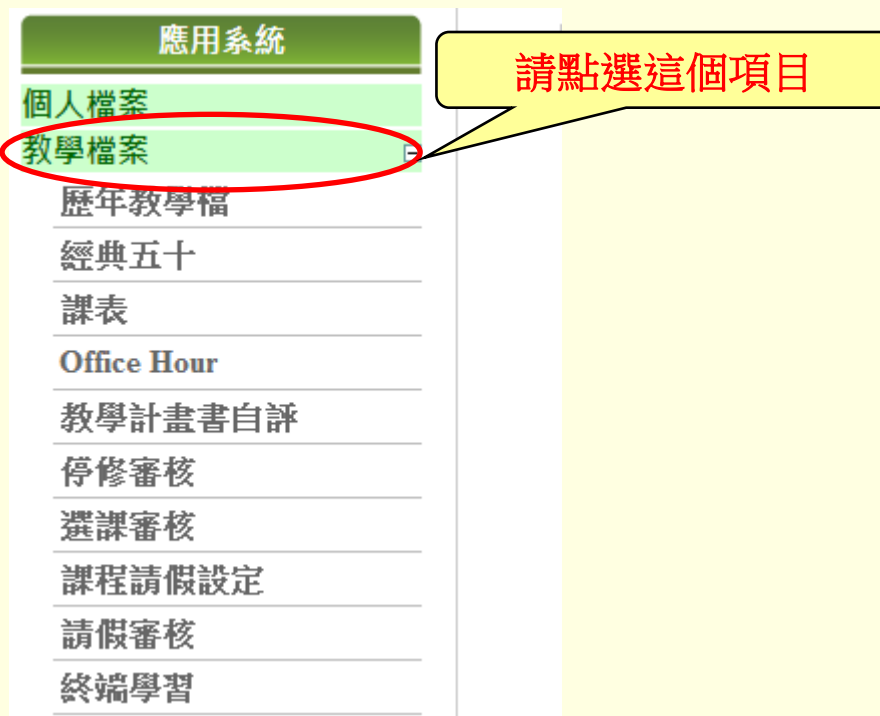 應用系統
請點選這個項目
個人檔案
教學檔案
歷年教學檔
經典五十
課表
Office Hour
教學計畫書自評
停修審核
選課審核
課程請假設定
請假審核
終端學習